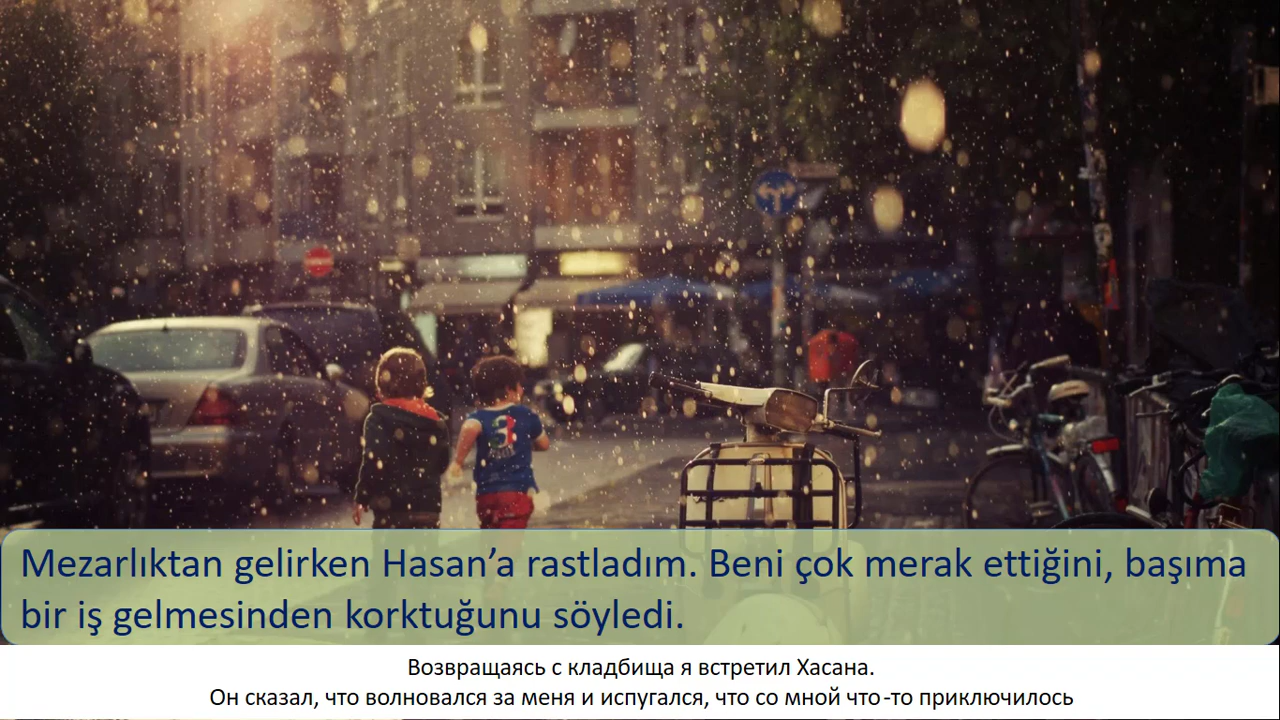 3
Mezarlıktan gelirken Hasan’a rastladım. Beni çok merak ettiğini, başıma
bir iş gelmesinden korktuğunu söyledi.
Возвращаясь с кладбища я встретил Хасана.
Он сказал, что волновался за меня и испугался, что со мной что-то приключилось